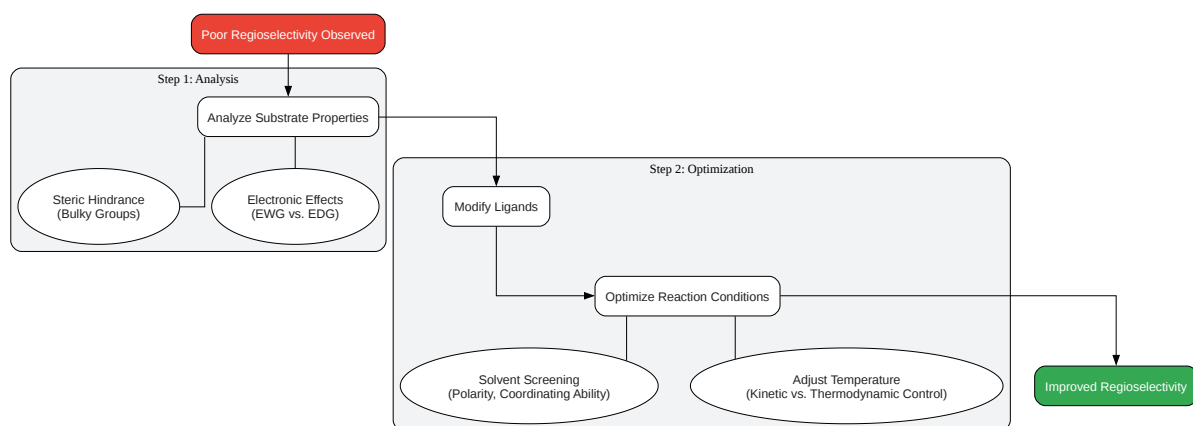 Poor Regioselectivity Observed
Step 1: Analysis
Analyze Substrate Properties
Steric Hindrance
(Bulky Groups)
Electronic Effects
(EWG vs. EDG)
Step 2: Optimization
Modify Ligands
Optimize Reaction Conditions
Solvent Screening
(Polarity, Coordinating Ability)
Adjust Temperature
(Kinetic vs. Thermodynamic Control)
Improved Regioselectivity